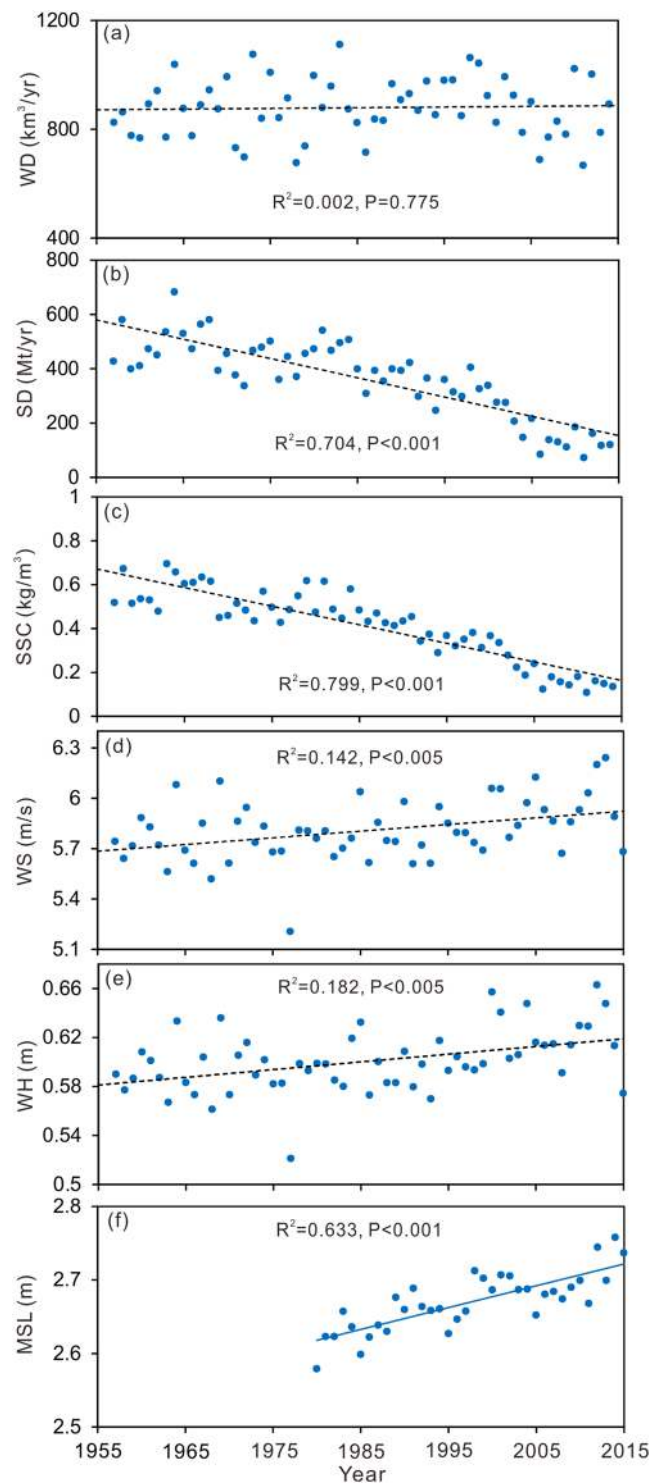 (a)
WD (km³/yr)
1200
800
400
R²=0.002, P=0.775
(b)
SD (Mt/yr)
800
600
400
200
0
R²=0.704, P<0.001
(c)
SSC (kg/m³)
1
0.8
0.6
0.4
0.2
0
R²=0.799, P<0.001
(d)
WS (m/s)
6.3
6
5.7
5.4
5.1
R²=0.142, P<0.005
(e)
WH (m)
0.66
0.62
0.58
0.54
0.5
R²=0.182, P<0.005
(f)
MSL (m)
2.8
2.7
2.6
2.5
R²=0.633, P<0.001
1955 1965 1975 1985 1995 2005 2015
Year